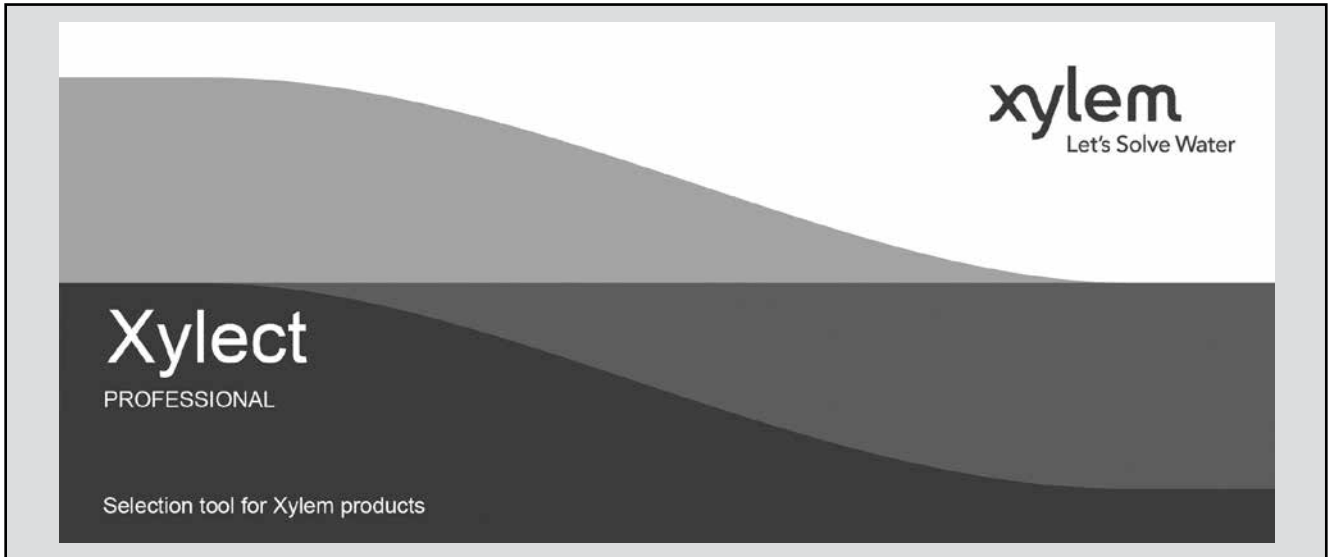 xylem
Let's Solve Water
Xylect
PROFESSIONAL
Selection tool for Xylem products